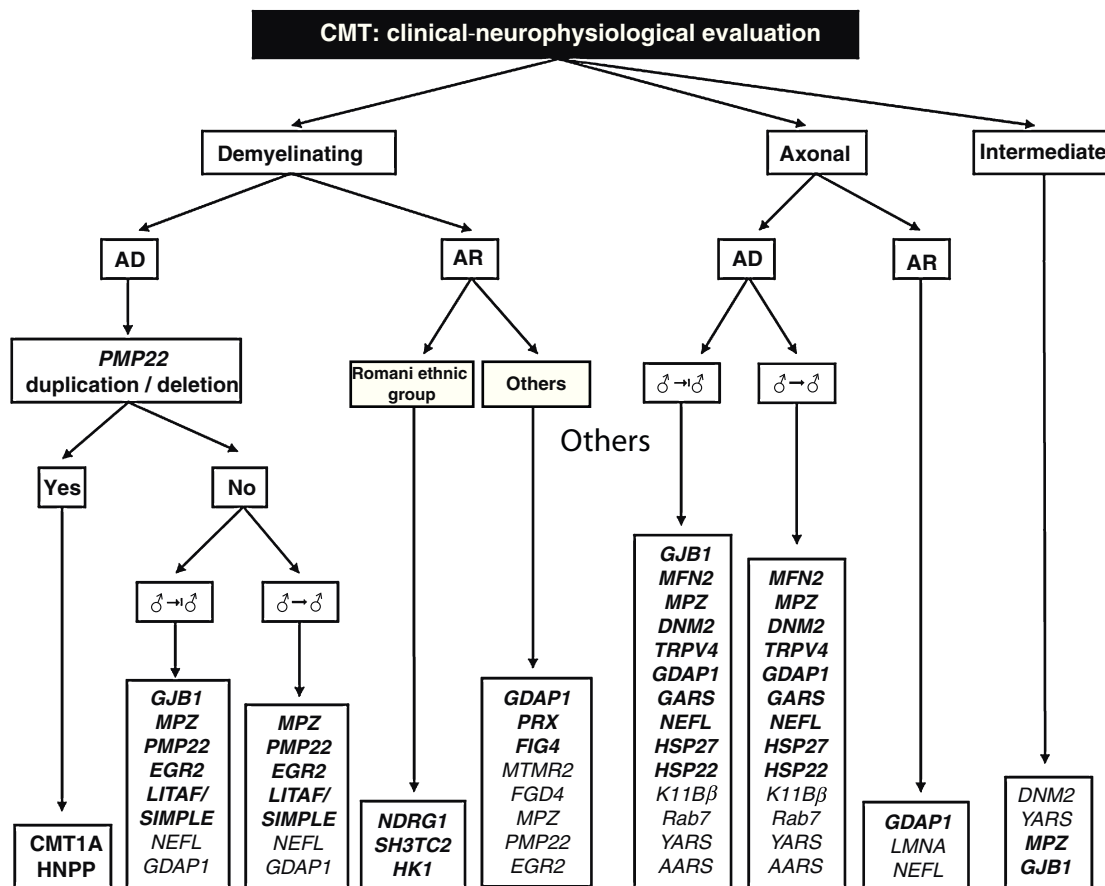 CMT: clinical-neurophysiological evaluation
Demyelinating
Axonal
Intermediate
AD
AR
AD
AR
PMP22
duplication / deletion
Romani ethnic
group
Others
♂→|♂
♂→♂
Others
Yes
No
♂→|♂
♂→♂
CMT1A
HNPP
GJB1
MPZ
PMP22
EGR2
LITAF/
SIMPLE
NEFL
GDAP1
MPZ
PMP22
EGR2
LITAF/
SIMPLE
NEFL
GDAP1
NDRG1
SH3TC2
HK1
GDAP1
PRX
FIG4
MTMR2
FGD4
MPZ
PMP22
EGR2
GJB1
MFN2
MPZ
DNM2
TRPV4
GDAP1
GARS
NEFL
HSP27
HSP22
K11Bβ
Rab7
YARS
AARS
MFN2
MPZ
DNM2
TRPV4
GDAP1
GARS
NEFL
HSP27
HSP22
K11Bβ
Rab7
YARS
AARS
GDAP1
LMNA
NEFL
DNM2
YARS
MPZ
GJB1